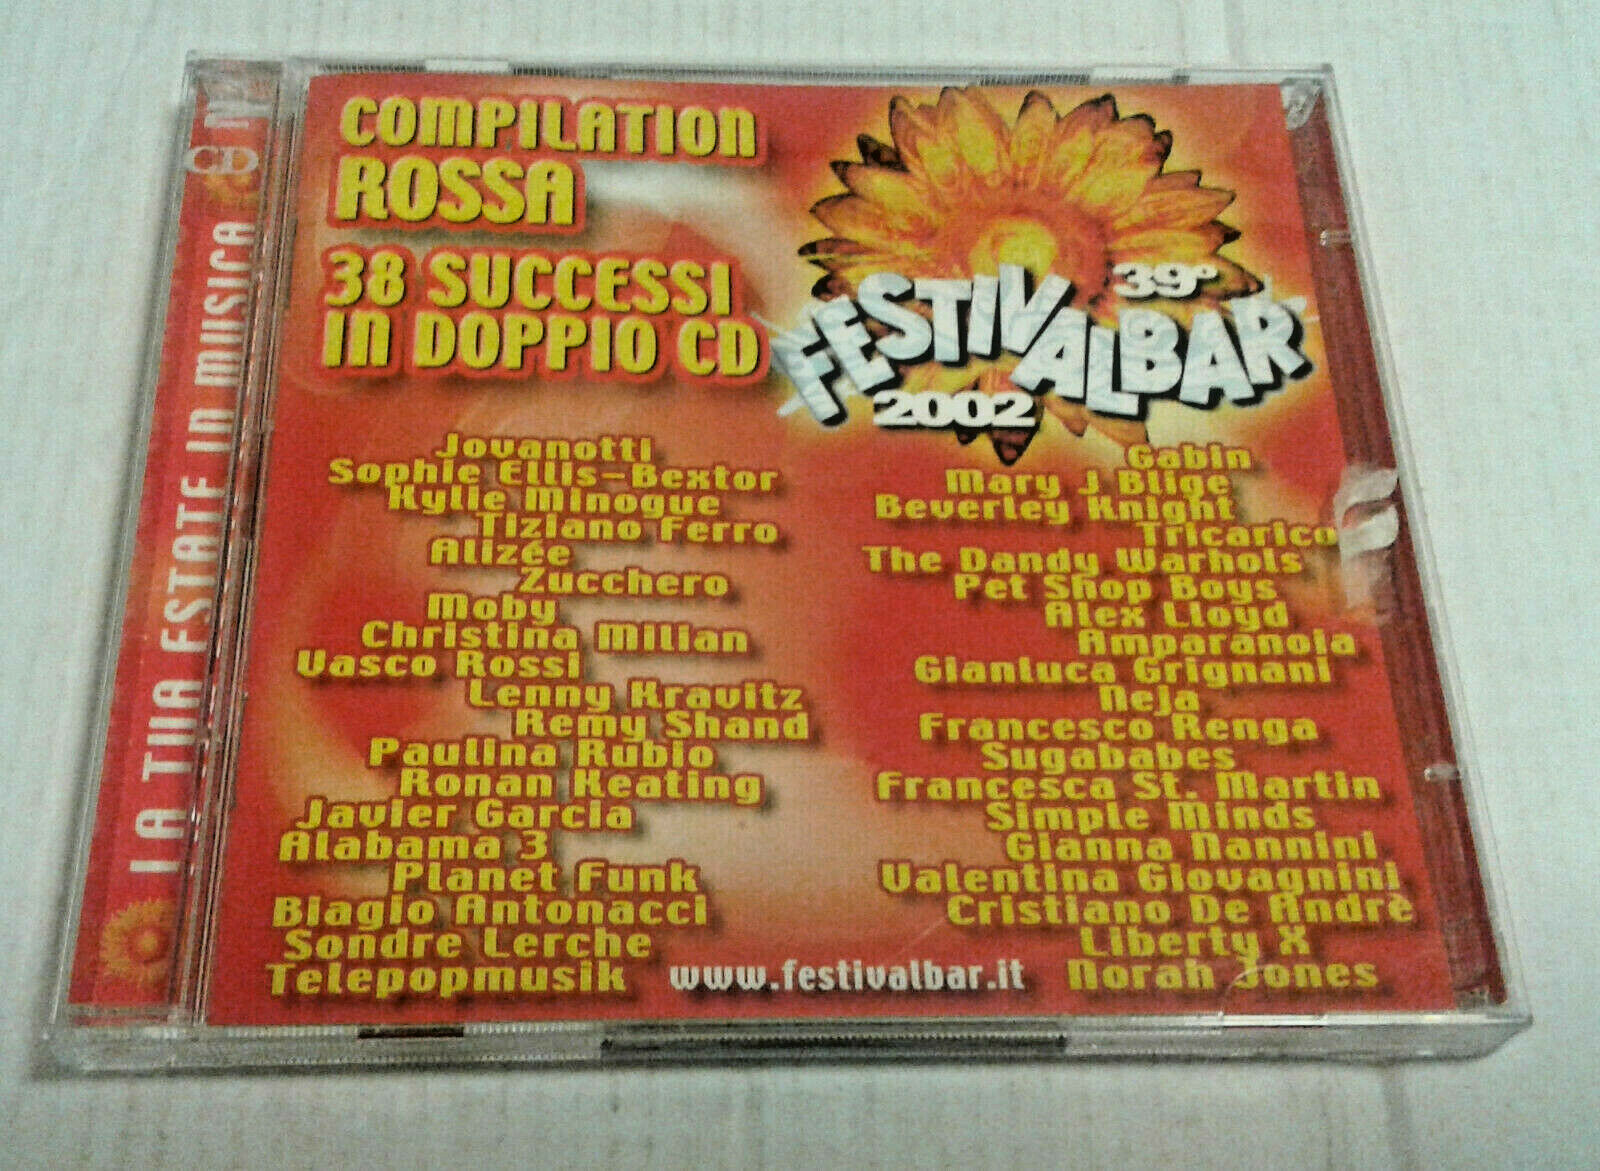 LA TUA ESTATE IN MUSICA
COMPILATION
ROSSA
38 SUCCESSI
IN DOPPIO CD
39°
FESTIVALBAR
2002
Jovanotti
Sophie Ellis-Bextor
Kylie Minogue
Tiziano Ferro
Alizée
Zucchero
Moby
Christina Milian
Vasco Rossi
Lenny Kravitz
Remy Shand
Paulina Rubio
Ronan Keating
Javier Garcia
Alabama 3
Planet Funk
Biagio Antonacci
Sondre Lerche
Telepopmusik
Gabin
Mary J Blige
Beverley Knight
Tricarico
The Dandy Warhols
Pet Shop Boys
Alex Lloyd
Amparanoia
Gianluca Grignani
Neja
Francesco Renga
Sugababes
Francesca St. Martin
Simple Minds
Gianna Nannini
Valentina Giovagnini
Cristiano De Andrè
Liberty X
Norah Jones
www.festivalbar.it